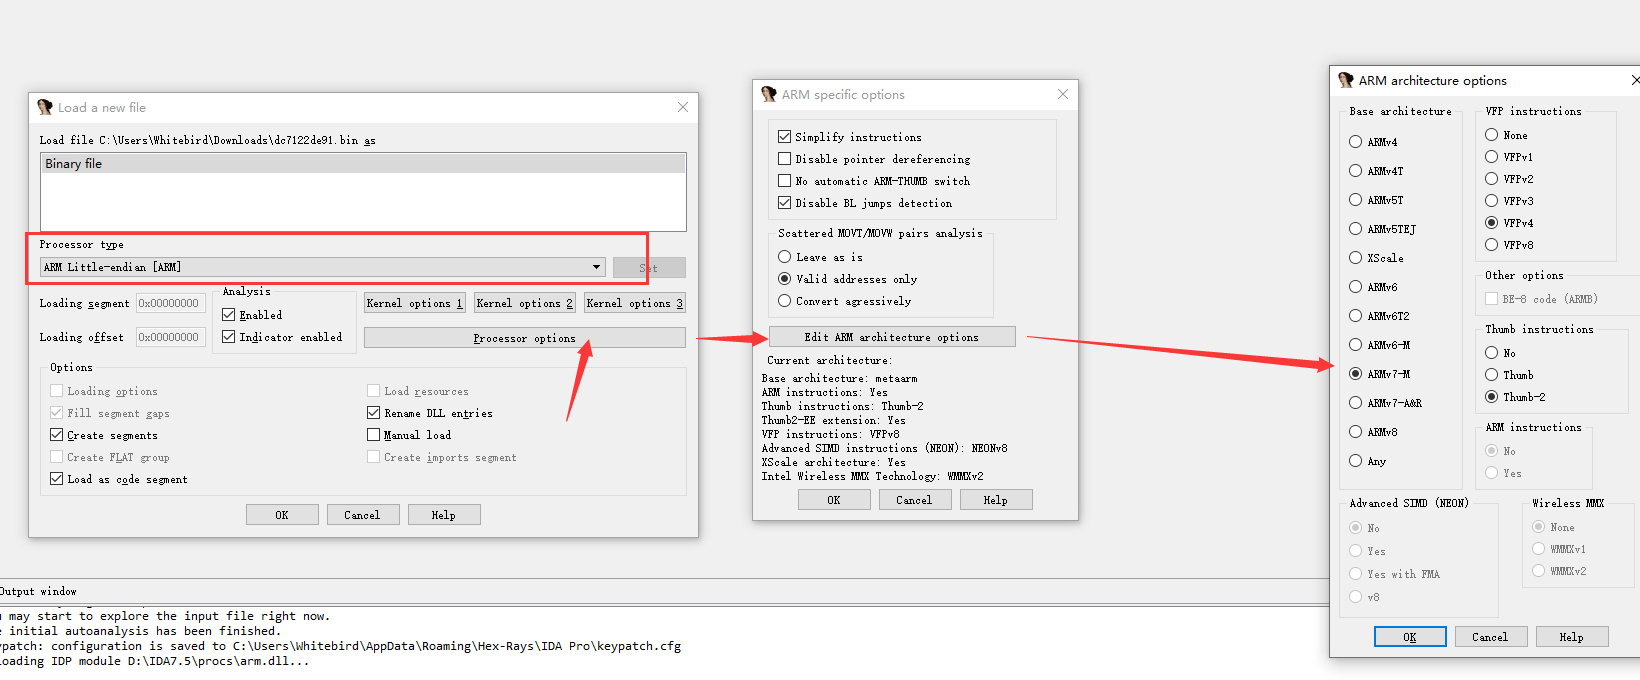 Load a new file
Load file C:\Users\Whitebird\Downloads\dc7122de91.bin as
Binary file
Processor type
ARM Little-endian [ARM]
Set
Loading segment 0x00000000
Loading offset 0x00000000
Analysis
Enabled
Indicator enabled
Kernel options 1
Kernel options 2
Kernel options 3
Processor options
Options
Loading options
Fill segment gaps
Create segments
Create FLAT group
Load as code segment
Load resources
Rename DLL entries
Manual load
Create imports segment
OK
Cancel
Help
ARM specific options
Simplify instructions
Disable pointer dereferencing
No automatic ARM-THUMB switch
Disable BL jumps detection
Scattered MOVT/MOVW pairs analysis
Leave as is
Valid addresses only
Convert agressively
Edit ARM architecture options
Current architecture:
Base architecture: metaarm
ARM instructions: Yes
Thumb instructions: Thumb-2
Thumb2-EE extension: Yes
VFP instructions: VFPv8
Advanced SIMD instructions (NEON): NEONv8
XScale architecture: Yes
Intel Wireless MMX Technology: WMMXv2
OK
Cancel
Help
ARM architecture options
Base architecture
ARMv4
ARMv4T
ARMv5T
ARMv5TEJ
XScale
ARMv6
ARMv6T2
ARMv6-M
ARMv7-M
ARMv7-A&R
ARMv8
Any
VFP instructions
None
VFPv1
VFPv2
VFPv3
VFPv4
VFPv8
Other options
BE-8 code (ARMB)
Thumb instructions
No
Thumb
Thumb-2
ARM instructions
No
Yes
Advanced SIMD (NEON)
No
Yes
Yes with FMA
v8
Wireless MMX
None
WMMXv1
WMMXv2
OK
Cancel
Help
Output window
may start to explore the input file right now.
initial autoanalysis has been finished.
ypatch: configuration is saved to C:\Users\Whitebird\AppData\Roaming\Hex-Rays\IDA Pro\keypatch.cfg
oading IDP module D:\IDA7.5\procs\arm.dll...